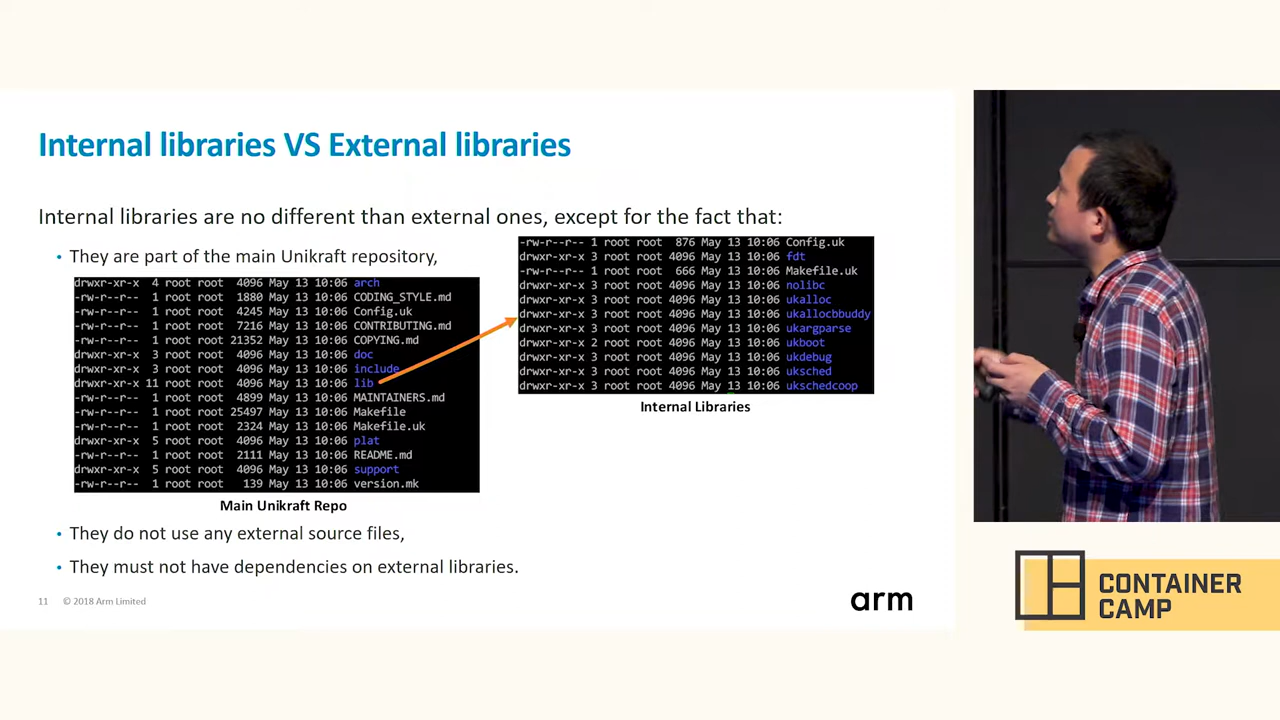 Internal libraries VS External libraries
Internal libraries are no different than external ones, except for the fact that:
• They are part of the main Unikraft repository,
drwxr-xr-x 4 root root 4096 May 13 10:06 arch
-rw-r--r-- 1 root root 1880 May 13 10:06 CODING_STYLE.md
-rw-r--r-- 1 root root 4245 May 13 10:06 Config.uk
-rw-r--r-- 1 root root 7216 May 13 10:06 CONTRIBUTING.md
-rw-r--r-- 1 root root 21352 May 13 10:06 COPYING.md
drwxr-xr-x 3 root root 4096 May 13 10:06 doc
drwxr-xr-x 3 root root 4096 May 13 10:06 include
drwxr-xr-x 11 root root 4096 May 13 10:06 lib
-rw-r--r-- 1 root root 4899 May 13 10:06 MAINTAINERS.md
-rw-r--r-- 1 root root 25497 May 13 10:06 Makefile
-rw-r--r-- 1 root root 2324 May 13 10:06 Makefile.uk
drwxr-xr-x 5 root root 4096 May 13 10:06 plat
-rw-r--r-- 1 root root 2111 May 13 10:06 README.md
drwxr-xr-x 5 root root 4096 May 13 10:06 support
-rw-r--r-- 1 root root 139 May 13 10:06 version.mk
Main Unikraft Repo
-rw-r--r-- 1 root root 876 May 13 10:06 Config.uk
drwxr-xr-x 3 root root 4096 May 13 10:06 fdt
-rw-r--r-- 1 root root 666 May 13 10:06 Makefile.uk
drwxr-xr-x 3 root root 4096 May 13 10:06 nolibc
drwxr-xr-x 3 root root 4096 May 13 10:06 ukalloc
drwxr-xr-x 3 root root 4096 May 13 10:06 ukallocbbuddy
drwxr-xr-x 3 root root 4096 May 13 10:06 ukargparse
drwxr-xr-x 2 root root 4096 May 13 10:06 ukboot
drwxr-xr-x 3 root root 4096 May 13 10:06 ukdebug
drwxr-xr-x 3 root root 4096 May 13 10:06 uksched
drwxr-xr-x 3 root root 4096 May 13 10:06 ukschedcoop
Internal Libraries
• They do not use any external source files,
• They must not have dependencies on external libraries.
11 © 2018 Arm Limited
arm
CONTAINER
CAMP